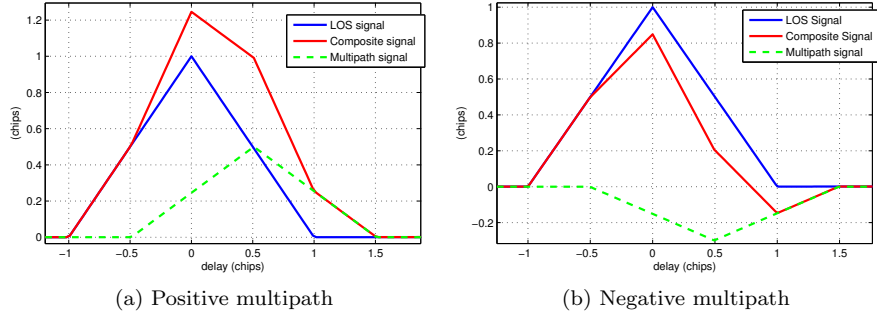 1.2
1
0.8
0.6
0.4
0.2
0
(chips)
−1
−0.5
0
0.5
1
1.5
delay (chips)
LOS Signal
Composite signal
Multipath signal
(a) Positive multipath
1
0.8
0.6
0.4
0.2
0
−0.2
(chips)
−1
−0.5
0
0.5
1
1.5
delay (chips)
LOS Signal
Composite Signal
Multipath signal
(b) Negative multipath